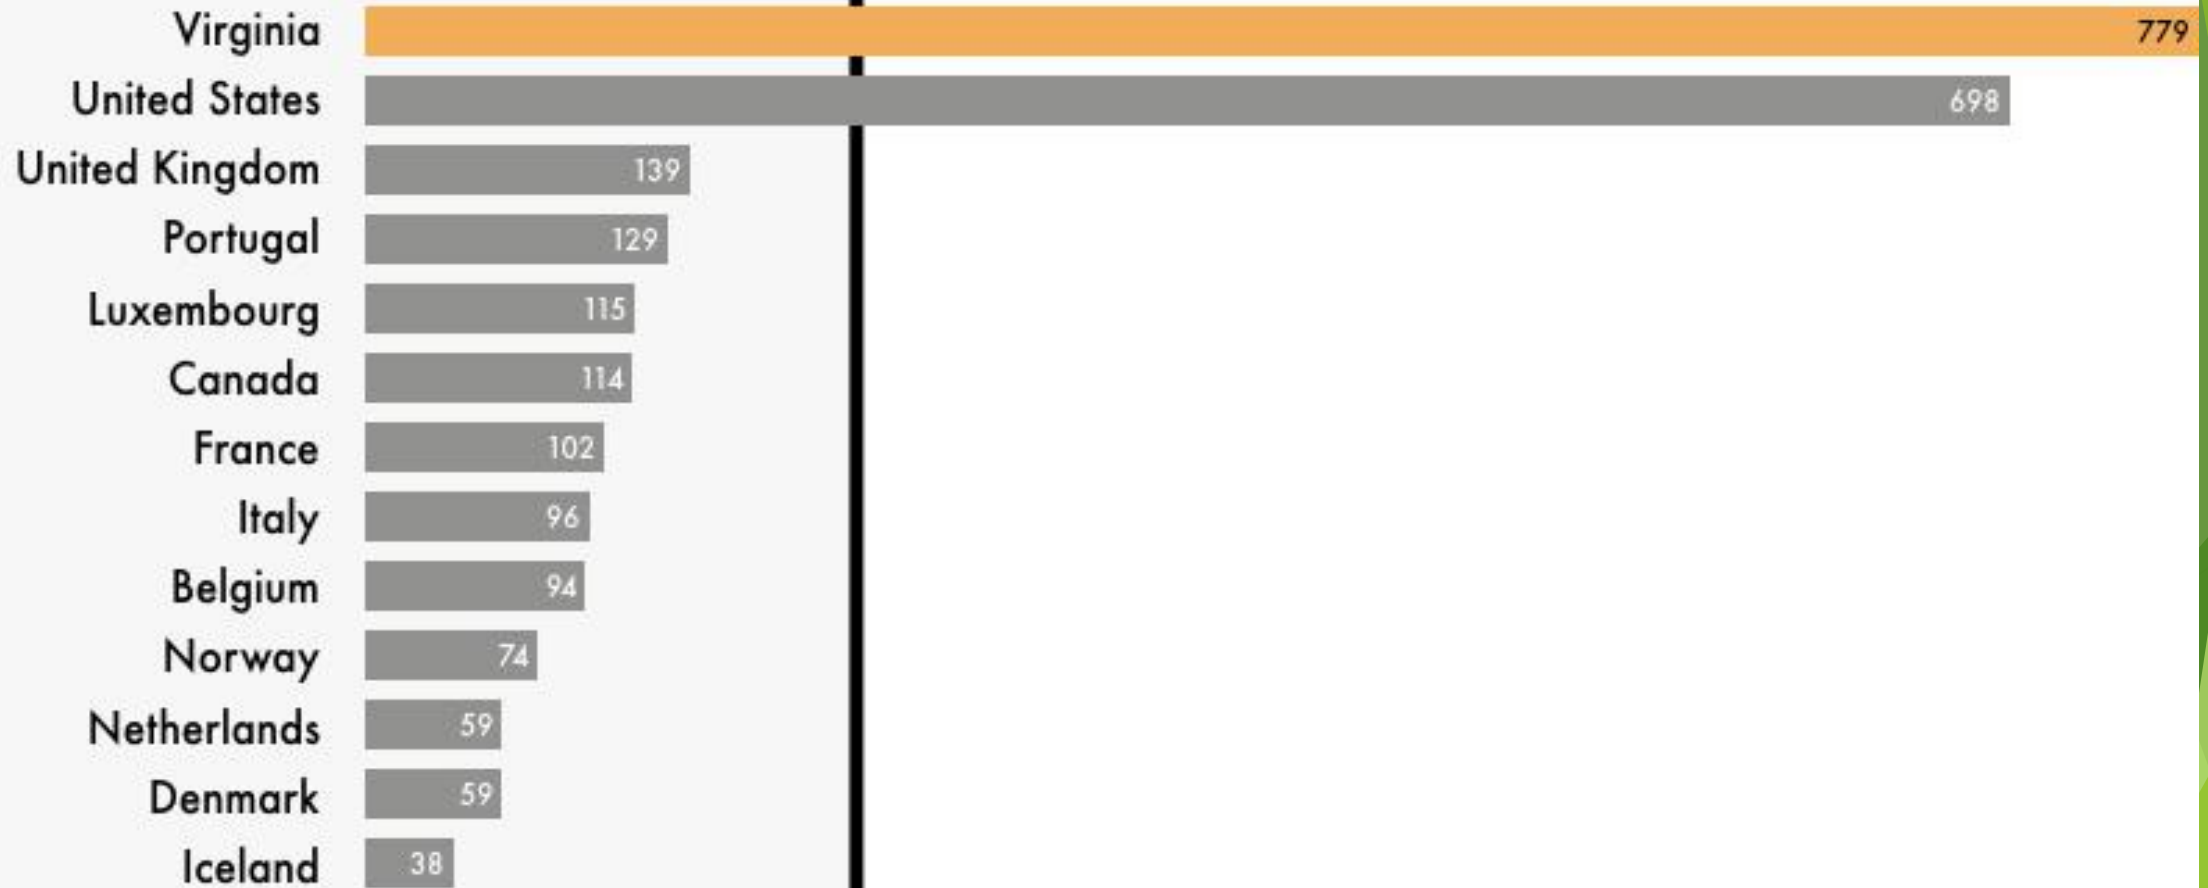 Virginia 779
United States 698
United Kingdom 139
Portugal 129
Luxembourg 115
Canada 114
France 102
Italy 96
Belgium 94
Norway 74
Netherlands 59
Denmark 59
Iceland 38